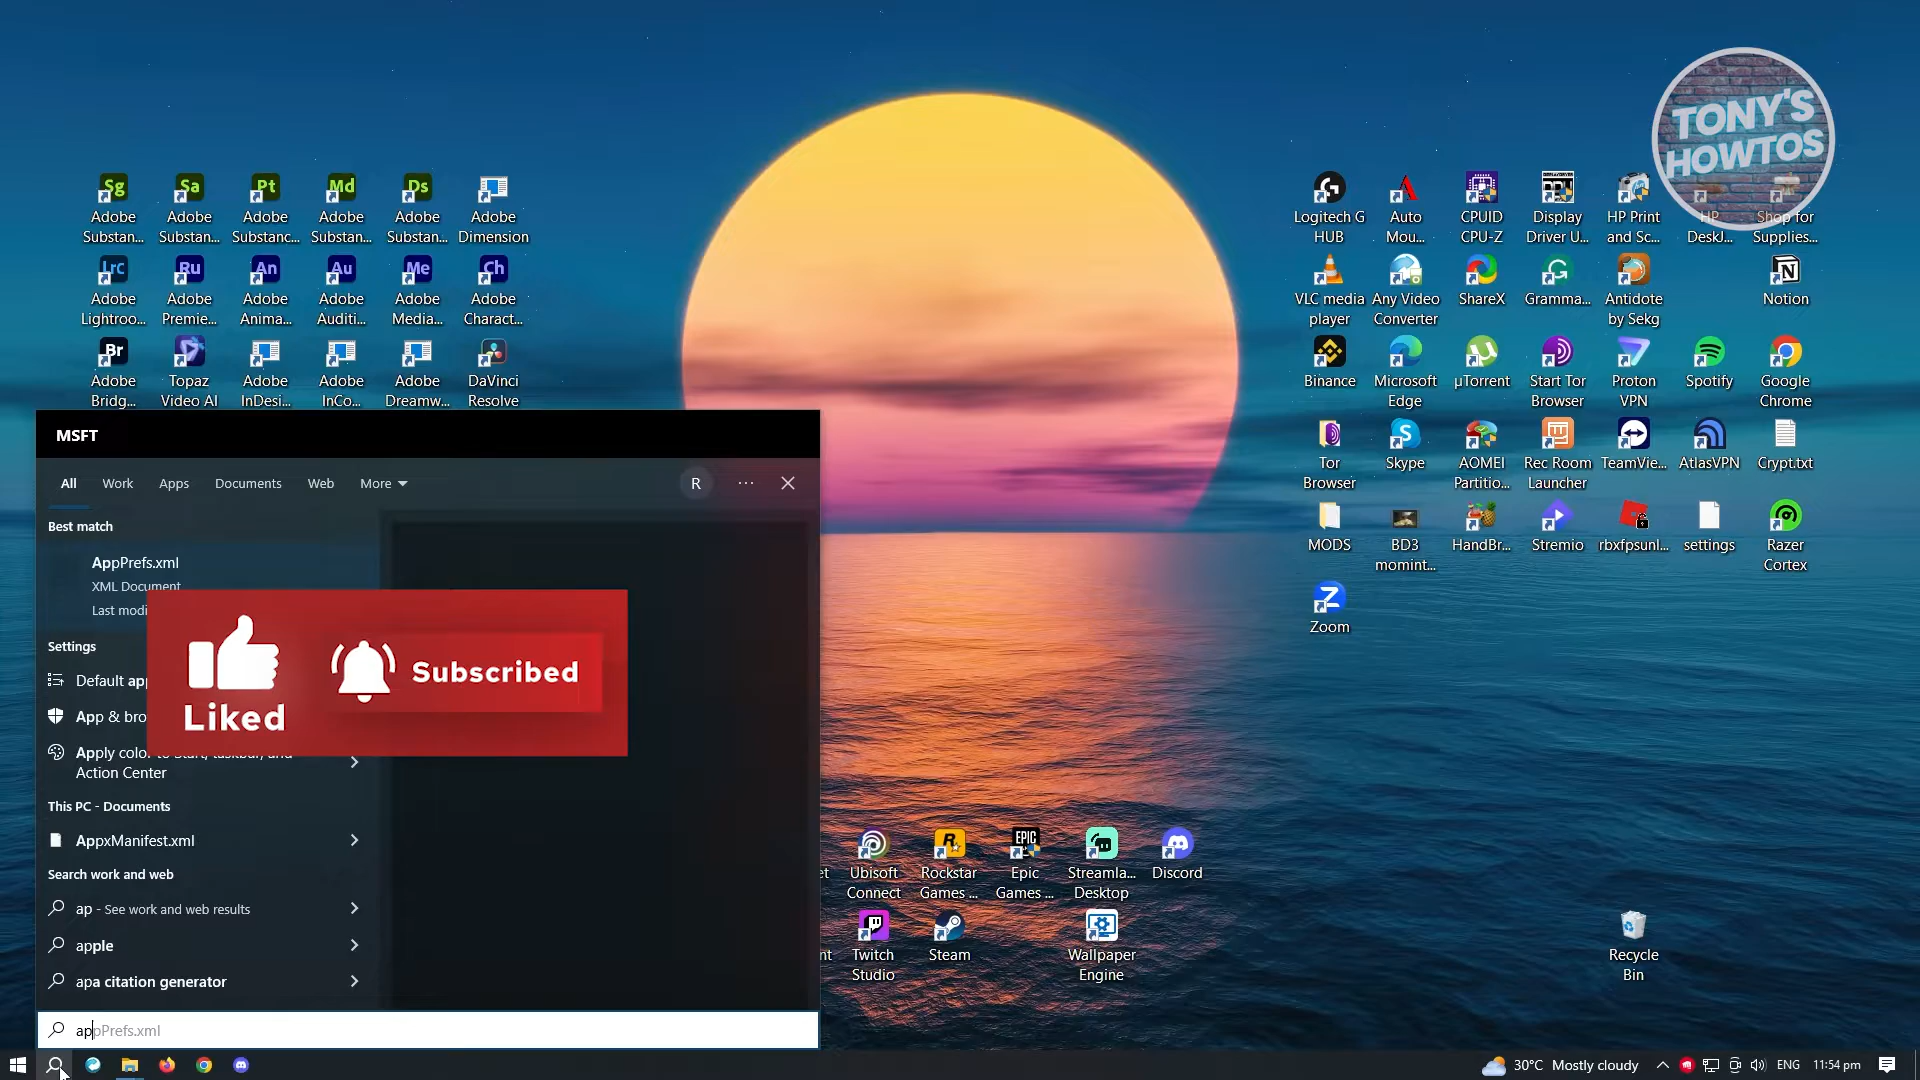 TONY'S
HOWTOS
Sg
Sa
Pt
Md
Ds
Adobe
Substan...
Adobe
Substan...
Adobe
Substanc...
Adobe
Substan...
Adobe
Substan...
Adobe
Dimension
Lrc
Ru
An
Au
Me
Ch
Adobe
Lightroo...
Adobe
Premie...
Adobe
Anima...
Adobe
Auditi...
Adobe
Media...
Adobe
Charact...
Br
Adobe
Bridg...
Topaz
Video AI
Adobe
InDesi...
Adobe
InCo...
Adobe
Dreamw...
DaVinci
Resolve
Logitech G
HUB
Auto
Mou...
CPUID
CPU-Z
Display
Driver U...
HP Print
and Sc...
HP
DeskJ...
Shop for
Supplies...
VLC media
player
Any Video
Converter
ShareX
Gramma...
Antidote
by Sekg
Notion
Binance
Microsoft
Edge
µTorrent
Start Tor
Browser
Proton
VPN
Spotify
Google
Chrome
Tor
Browser
Skype
AOMEI
Partitio...
Rec Room
Launcher
TeamVie...
AtlasVPN
Crypt.txt
MODS
BD3
momint...
HandBr...
Stremio
rbxfpsunl...
settings
Razer
Cortex
Zoom
MSFT
All Work Apps Documents Web More R ...
Best match
AppPrefs.xml
XML Document
Last modi
Settings
Default app
App & bro
Apply color to Start, taskbar, and
Action Center
Liked
Subscribed
This PC - Documents
AppxManifest.xml
Search work and web
ap - See work and web results
apple
apa citation generator
appPrefs.xml
et
Ubisoft
Connect
Rockstar
Games ...
EPIC
Epic
Games ...
Streamla...
Desktop
Discord
nt
Twitch
Studio
Steam
Wallpaper
Engine
Recycle
Bin
30°C Mostly cloudy ENG 11:54 pm